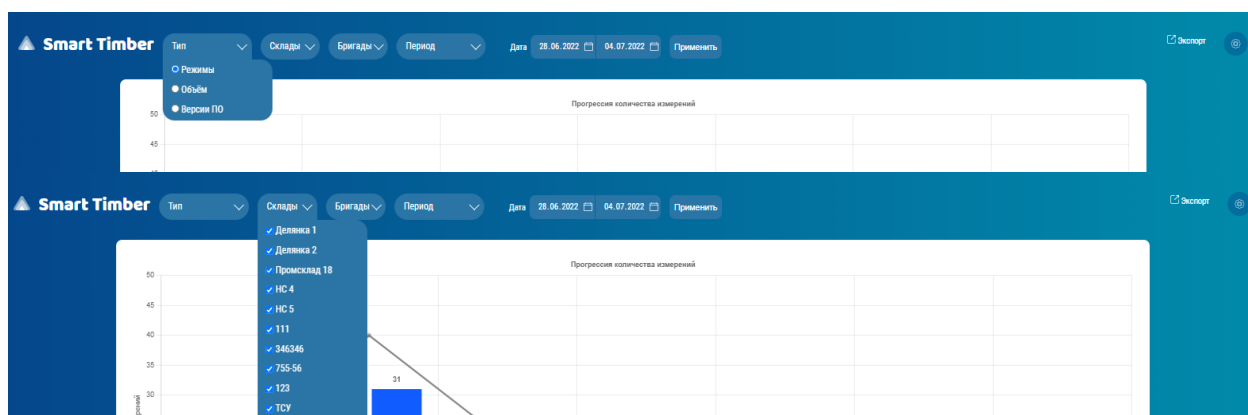 Smart Timber Тип Склады Бригады Период Дата 28.06.2022 04.07.2022 Применить Экспорт
Режимы
Объём
Версии ПО
Прогрессия количества измерений
50
45
Smart Timber Тип Склады Бригады Период Дата 28.06.2022 04.07.2022 Применить Экспорт
Делянка 1
Делянка 2
Промсклад 18
НС 4
НС 5
111
346346
755-56
123
ТСУ
Прогрессия количества измерений
50
45
40
35
30
31